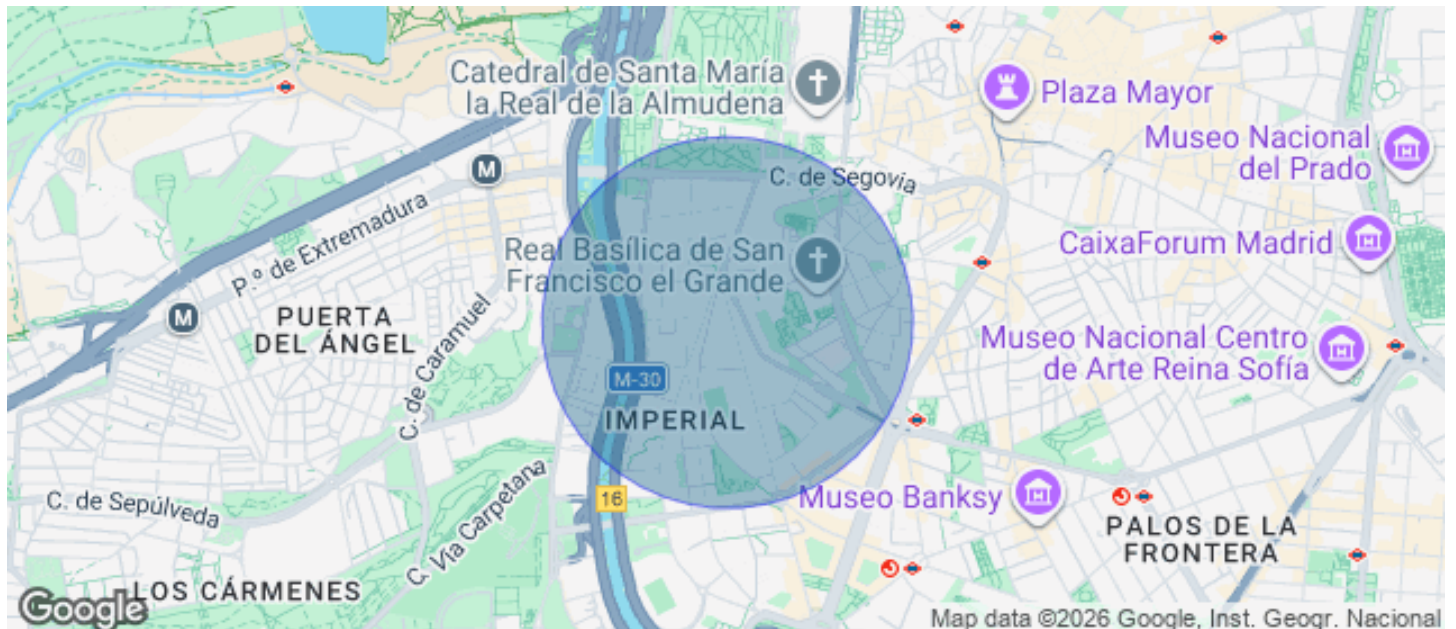 Catedral de Santa María
la Real de la Almudena
Plaza Mayor
Museo Nacional
del Prado
C. de Segovia
M
P.º de Extremadura
Real Basílica de San
Francisco el Grande
CaixaForum Madrid
M
PUERTA
DEL ÁNGEL
C. de Caramuel
Museo Nacional Centro
de Arte Reina Sofía
M-30
IMPERIAL
C. Vía Carpetana
16
Museo Banksy
C. de Sepúlveda
PALOS DE LA
FRONTERA
LOS CÁRMENES
Google
Map data ©2026 Google, Inst. Geogr. Nacional